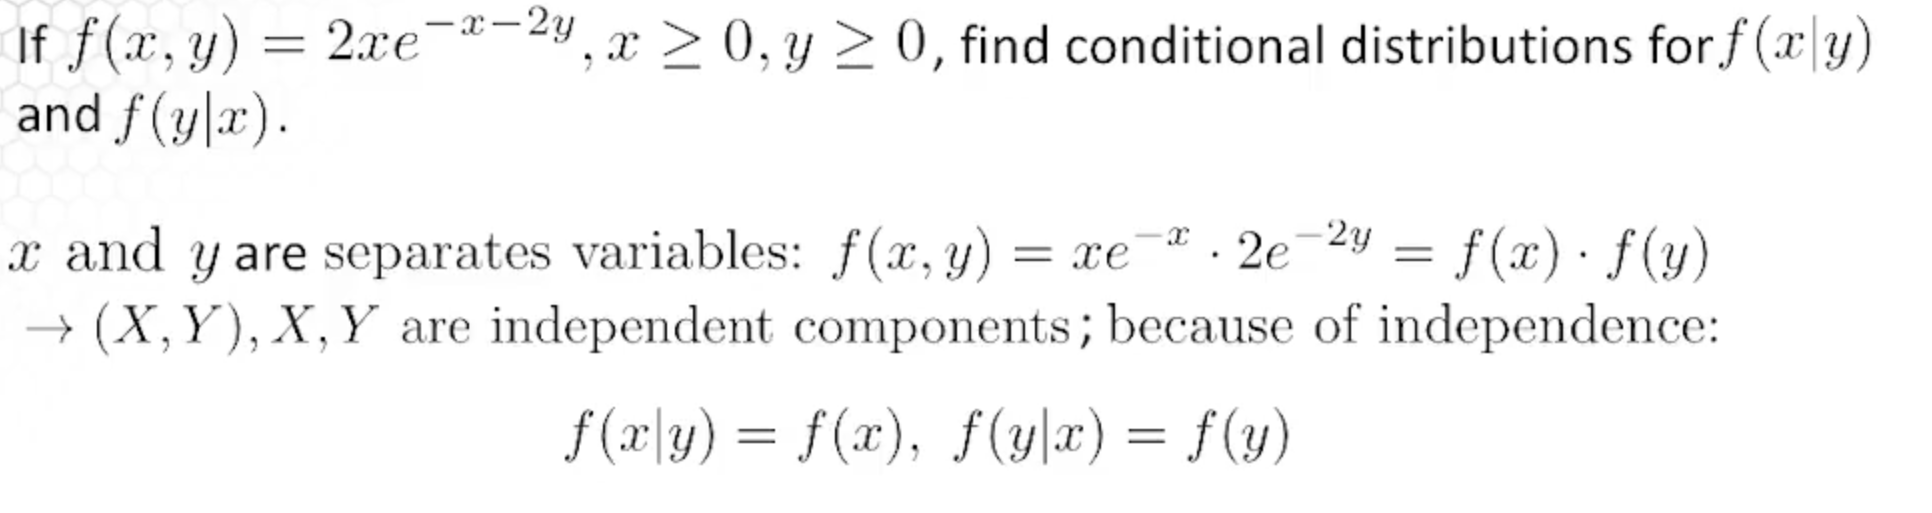 If f(x, y) = 2xe^{−x−2y}, x ≥ 0, y ≥ 0, find conditional distributions for f(x|y)
and f(y|x).
x and y are separates variables: f(x, y) = xe^{−x} · 2e^{−2y} = f(x) · f(y)
→ (X, Y), X, Y are independent components; because of independence:
f(x|y) = f(x), f(y|x) = f(y)